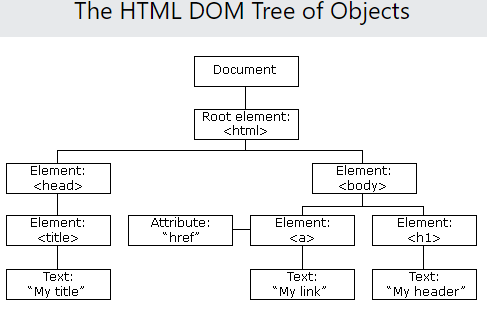 The HTML DOM Tree of Objects
Document
Root element:
<html>
Element:
<head>
Element:
<body>
Element:
<title>
Attribute:
“href”
Element:
<a>
Element:
<h1>
Text:
“My title”
Text:
“My link”
Text:
“My header”